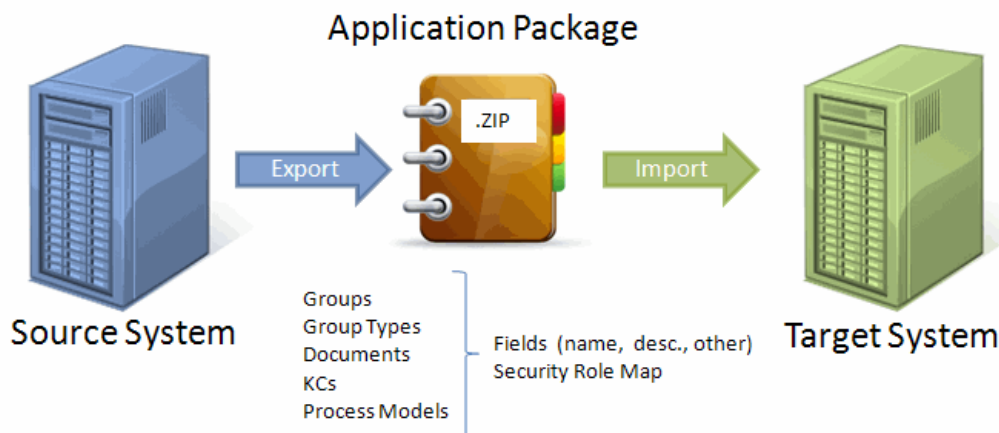 Application Package
.ZIP
Export
Import
Source System
Target System
Groups
Group Types
Documents
KCs
Process Models
Fields (name, desc., other)
Security Role Map